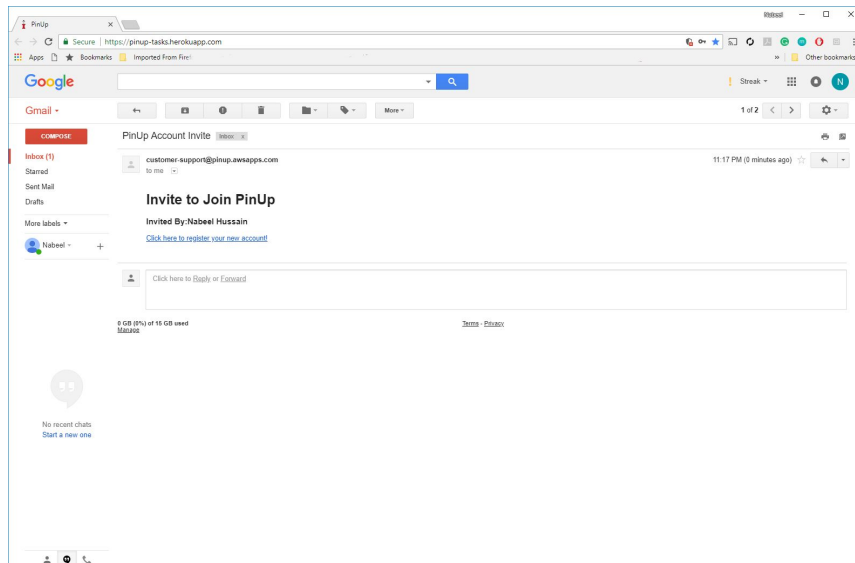 Nabeel
PinUp
Secure | https://pinup-tasks.herokuapp.com
Apps Bookmarks Imported From Fire » Other bookmarks
Google
Streak
N
Gmail
More
1 of 2
COMPOSE
PinUp Account Invite Inbox x
Inbox (1)
Starred
Sent Mail
Drafts
More labels
Nabeel +
customer-support@pinup.awsapps.com
to me
11:17 PM (0 minutes ago)
Invite to Join PinUp
Invited By:Nabeel Hussain
Click here to register your new account!
Click here to Reply or Forward
0 GB (0%) of 15 GB used
Manage
Terms - Privacy
No recent chats
Start a new one